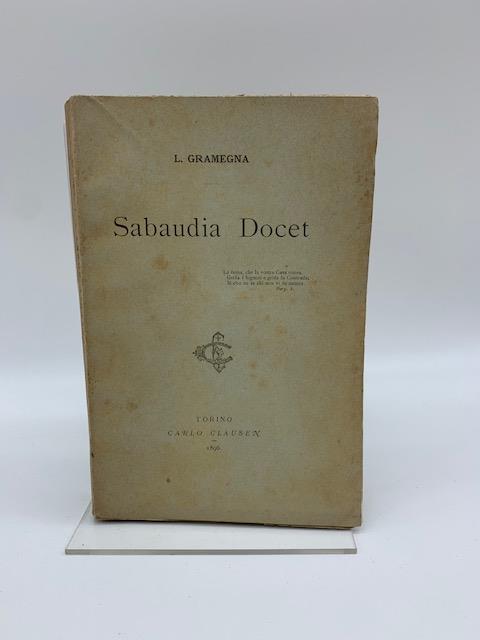 L. GRAMEGNA
Sabaudia Docet
La fama, che la vostra Casa onora,
Grida i Signori e grida la Contrada,
Si che ne sa chi non vi fu ancora.
Purg. 8.
TORINO
CARLO CLAUSEN
1896